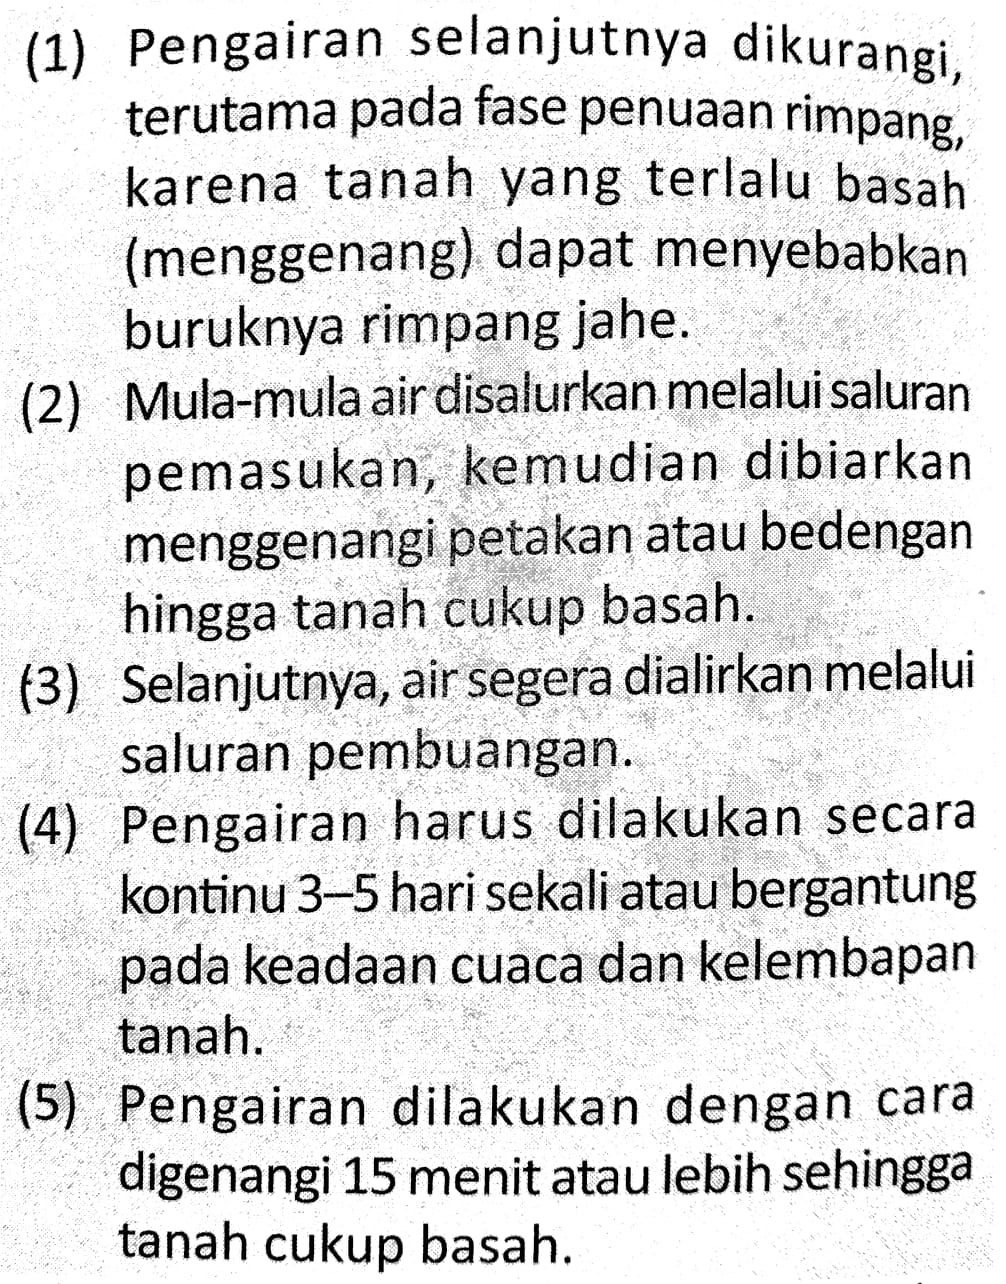 (1) Pengairan selanjutnya dikurangi,
terutama pada fase penuaan rimpang,
karena tanah yang terlalu basah
(menggenang) dapat menyebabkan
buruknya rimpang jahe.
(2) Mula-mula air disalurkan melalui saluran
pemasukan, kemudian dibiarkan
menggenangi petakan atau bedengan
hingga tanah cukup basah.
(3) Selanjutnya, air segera dialirkan melalui
saluran pembuangan.
(4) Pengairan harus dilakukan secara
kontinu 3–5 hari sekali atau bergantung
pada keadaan cuaca dan kelembapan
tanah.
(5) Pengairan dilakukan dengan cara
digenangi 15 menit atau lebih sehingga
tanah cukup basah.